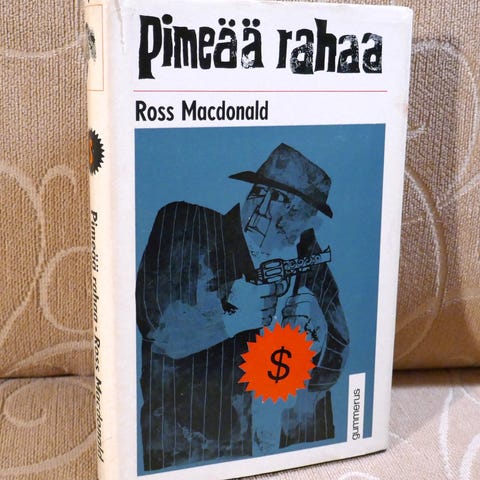 Pimeää rahaa
Ross Macdonald
$
gummerus
Pimeää rahaa - Ross Macdonald